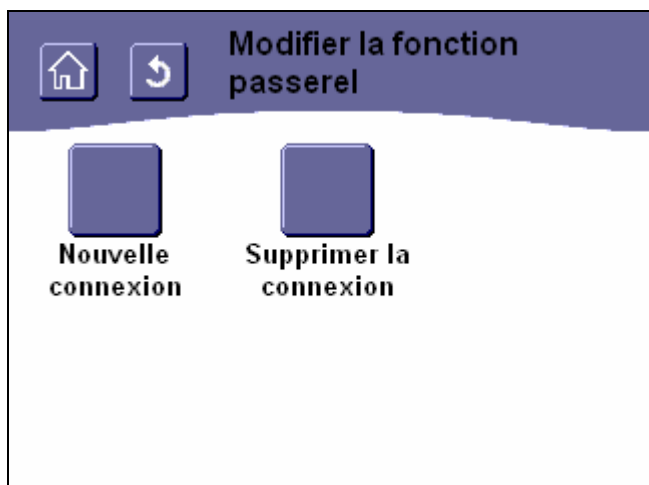 Modifier la fonction
passerel
Nouvelle
connexion
Supprimer la
connexion